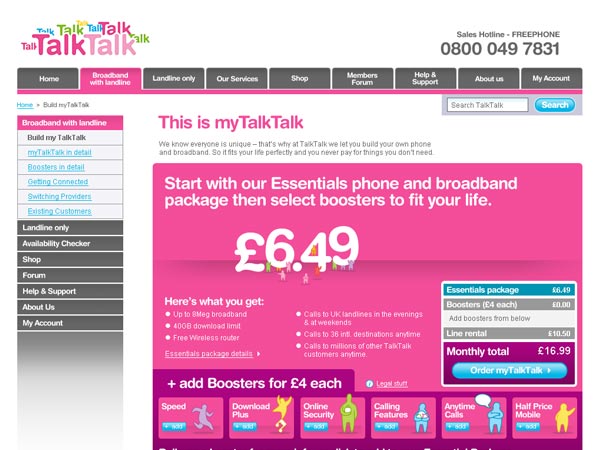 Talk Talk Talk Talk
Talk TalkTalk Talk
Sales Hotline - FREEPHONE
0800 049 7831
Home
Broadband with landline
Landline only
Our Services
Shop
Members Forum
Help & Support
About us
My Account
Home > Build myTalkTalk
Search TalkTalk
Search
Broadband with landline
Build my TalkTalk
myTalkTalk in detail
Boosters in detail
Getting Connected
Switching Providers
Existing Customers
Landline only
Availability Checker
Shop
Forum
Help & Support
About Us
My Account
This is myTalkTalk
We know everyone is unique – that's why at TalkTalk we let you build your own phone
and broadband. So it fits your life perfectly and you never pay for things you don't need.
Start with our Essentials phone and broadband
package then select boosters to fit your life.
£6.49
Here's what you get:
Up to 8Meg broadband
40GB download limit
Free Wireless router
Essentials package details
Calls to UK landlines in the evenings
& at weekends
Calls to 36 intl. destinations anytime
Calls to millions of other TalkTalk
customers anytime.
Essentials package £6.49
Boosters (£4 each) £0.00
Add boosters from below
Line rental £10.50
Monthly total £16.99
Order myTalkTalk
+ add Boosters for £4 each
Legal stuff
Speed
+ add
Download Plus
+ add
Online Security
+ add
Calling Features
+ add
Anytime Calls
+ add
Half Price Mobile
+ add